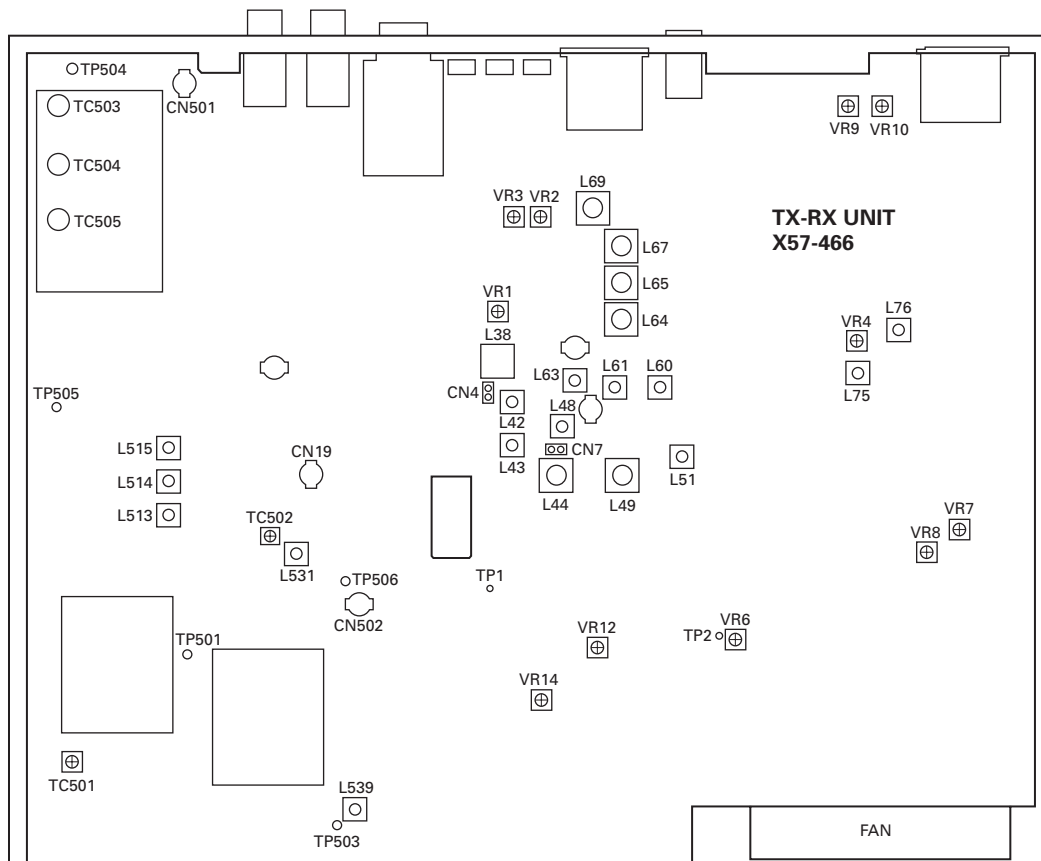 TP504
CN501
TC503
TC504
TC505
VR9
VR10
L69
VR3
VR2
TX-RX UNIT
X57-466
L67
L65
VR1
L64
L76
VR4
L38
L63
L61
L60
CN4
L75
TP505
L42
L48
L515
CN19
CN7
L43
L51
L514
L44
L49
L513
TC502
VR7
VR8
L531
TP506
TP1
CN502
VR12
VR6
TP2
TP501
VR14
TC501
L539
TP503
FAN